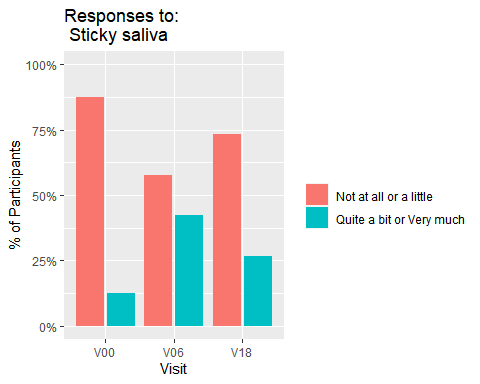 Responses to:
Sticky saliva
100%
75%
50%
25%
0%
% of Participants
V00 V06 V18
Visit
Not at all or a little
Quite a bit or Very much